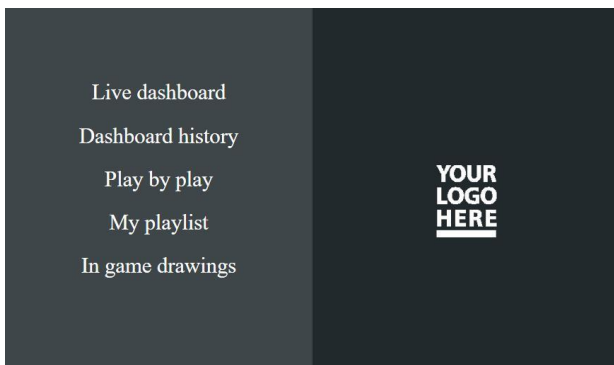 Live dashboard
Dashboard history
Play by play
My playlist
In game drawings
YOUR
LOGO
HERE